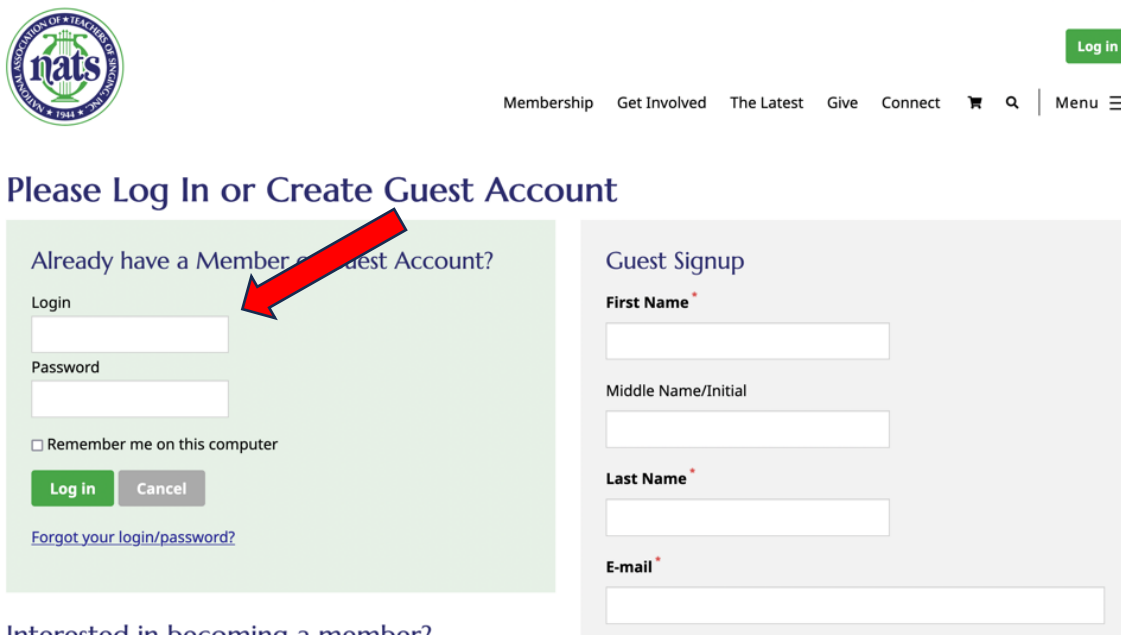 NATIONAL ASSOCIATION OF ★ TEACHERS OF SINGING, INC.
nats
★ 1944 ★
Log in
Membership Get Involved The Latest Give Connect Menu
Please Log In or Create Guest Account
Already have a Member Guest Account?
Login
Password
Remember me on this computer
Log in Cancel
Forgot your login/password?
Interested in becoming a member?
Guest Signup
First Name *
Middle Name/Initial
Last Name *
E-mail *